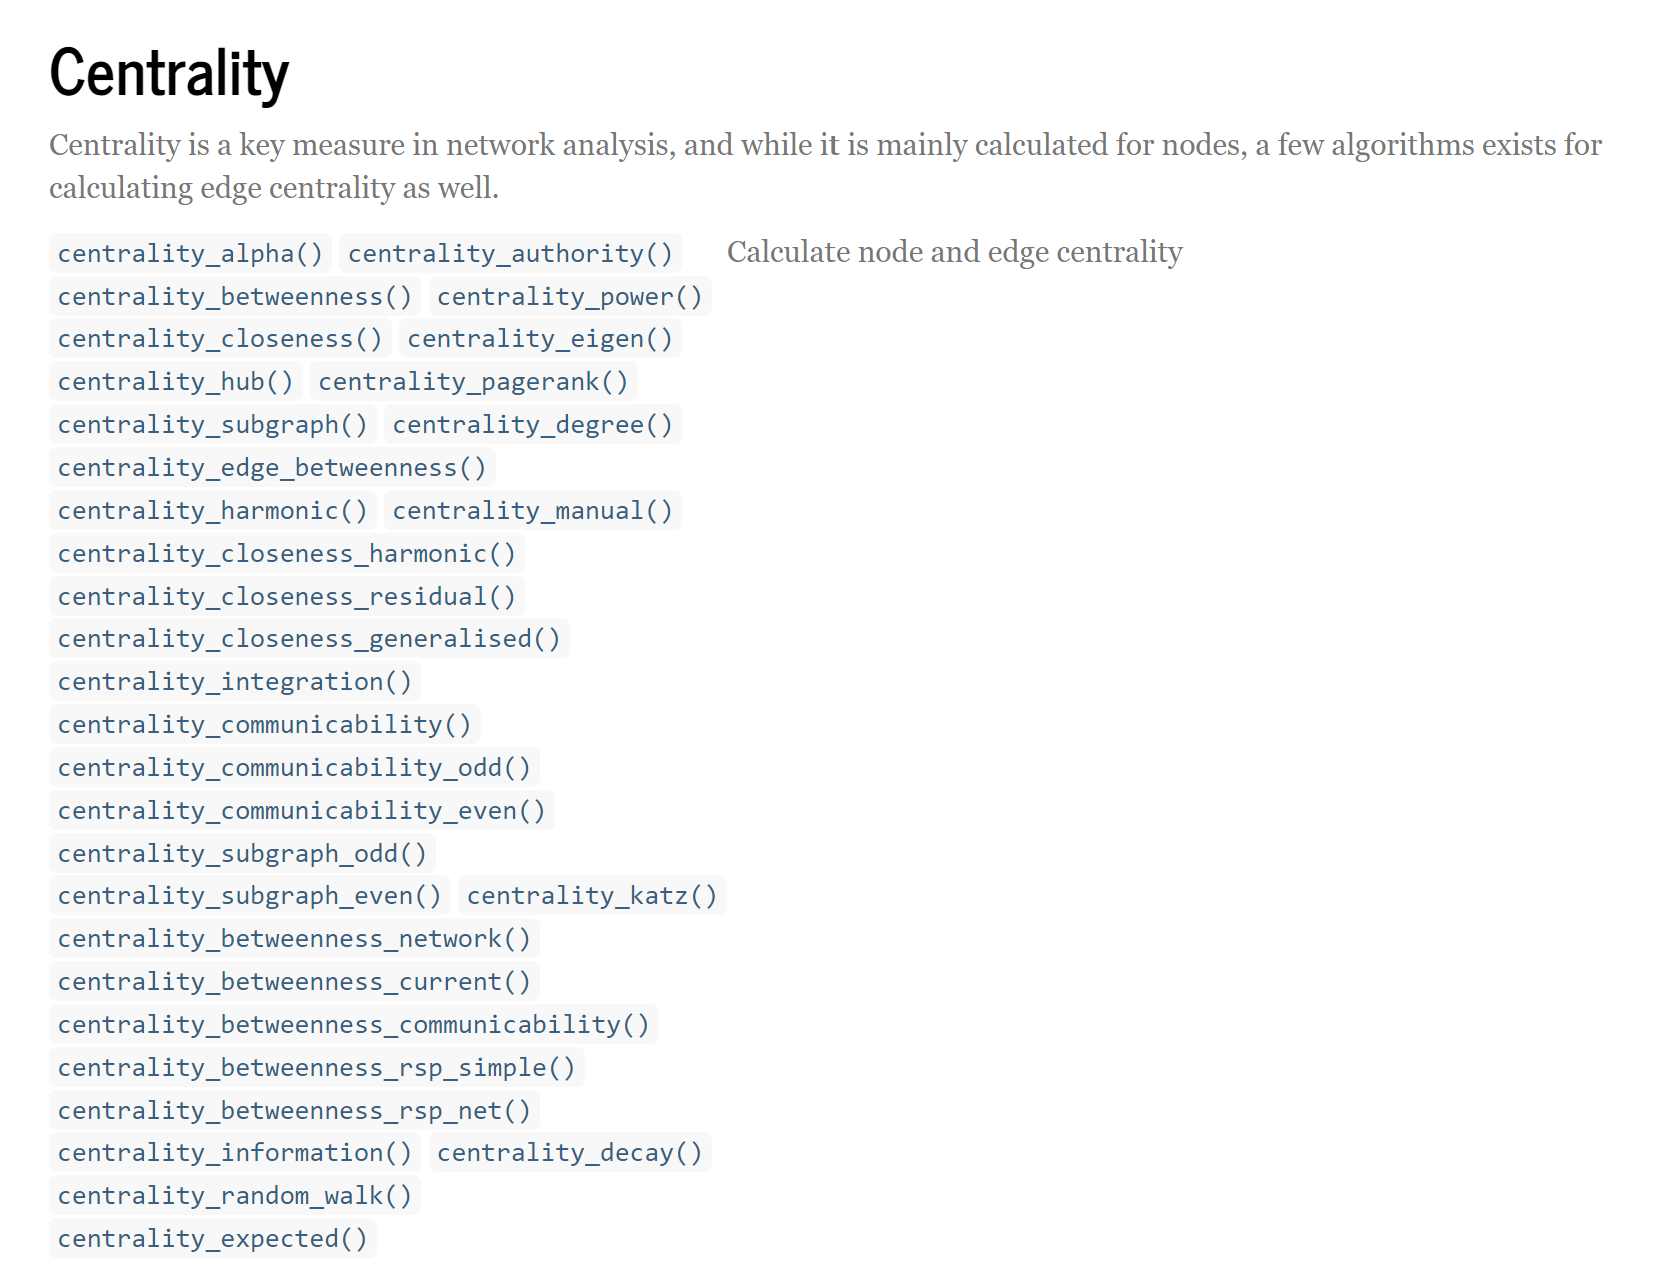 Centrality
Centrality is a key measure in network analysis, and while it is mainly calculated for nodes, a few algorithms exists for
calculating edge centrality as well.
centrality_alpha() centrality_authority() Calculate node and edge centrality
centrality_betweenness() centrality_power()
centrality_closeness() centrality_eigen()
centrality_hub() centrality_pagerank()
centrality_subgraph() centrality_degree()
centrality_edge_betweenness()
centrality_harmonic() centrality_manual()
centrality_closeness_harmonic()
centrality_closeness_residual()
centrality_closeness_generalised()
centrality_integration()
centrality_communicability()
centrality_communicability_odd()
centrality_communicability_even()
centrality_subgraph_odd()
centrality_subgraph_even() centrality_katz()
centrality_betweenness_network()
centrality_betweenness_current()
centrality_betweenness_communicability()
centrality_betweenness_rsp_simple()
centrality_betweenness_rsp_net()
centrality_information() centrality_decay()
centrality_random_walk()
centrality_expected()